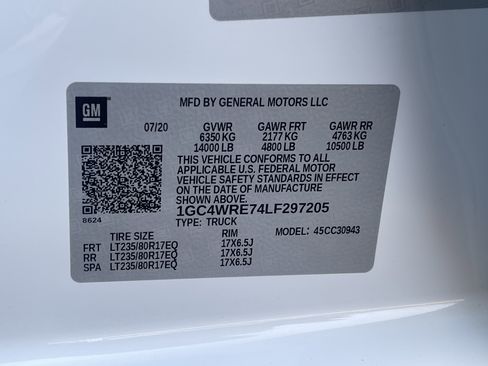 GM
MFD BY GENERAL MOTORS LLC
07/20 GVWR GAWR FRT GAWR RR
6350 KG 2177 KG 4763 KG
14000 LB 4800 LB 10500 LB
THIS VEHICLE CONFORMS TO ALL
APPLICABLE U.S. FEDERAL MOTOR
VEHICLE SAFETY STANDARDS IN EFFECT
ON THE DATE OF MANUFACTURE
SHOWN ABOVE.
1GC4WRE74LF297205
8624 TYPE: TRUCK MODEL: 45CC30943
TIRE SIZE RIM
FRT LT235/80R17EQ 17X6.5J
RR LT235/80R17EQ 17X6.5J
SPA LT235/80R17EQ 17X6.5J